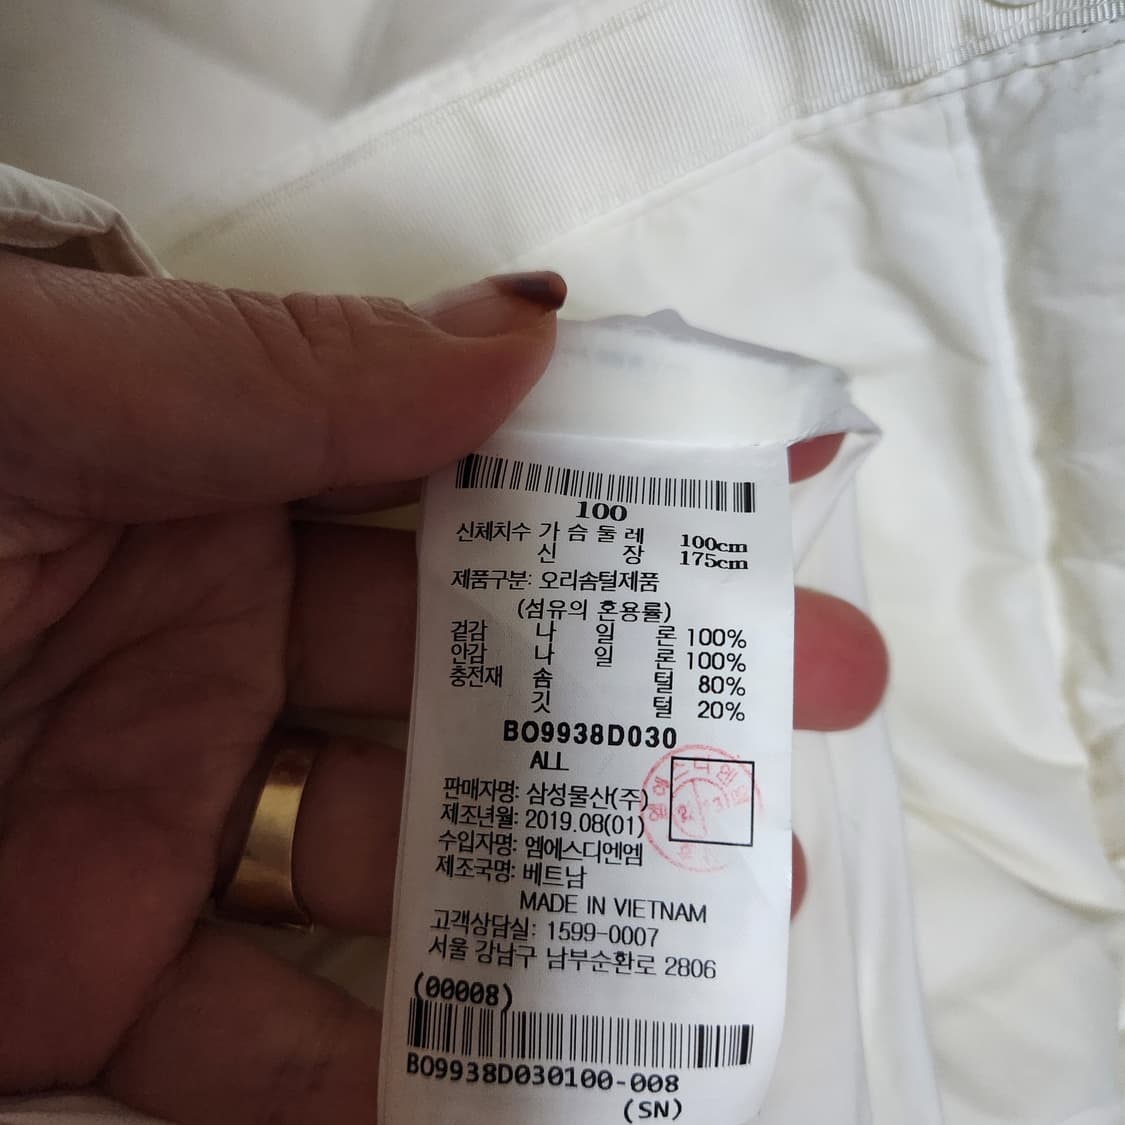 100
신체치수 가 슴 둘 레 100cm
신 장 175cm
제품구분: 오리솜털제품
(섬유의 혼용률)
겉감 나 일 론 100%
안감 나 일 론 100%
충전재 솜 털 80%
깃 털 20%
BO9938D030
ALL
판매자명: 삼성물산(주)
제조년월: 2019.08(01)
수입자명: 엠에스디엔엠
제조국명: 베트남
MADE IN VIETNAM
고객상담실: 1599-0007
서울 강남구 남부순환로 2806
(00008)
BO9938D030100-008
(SN)